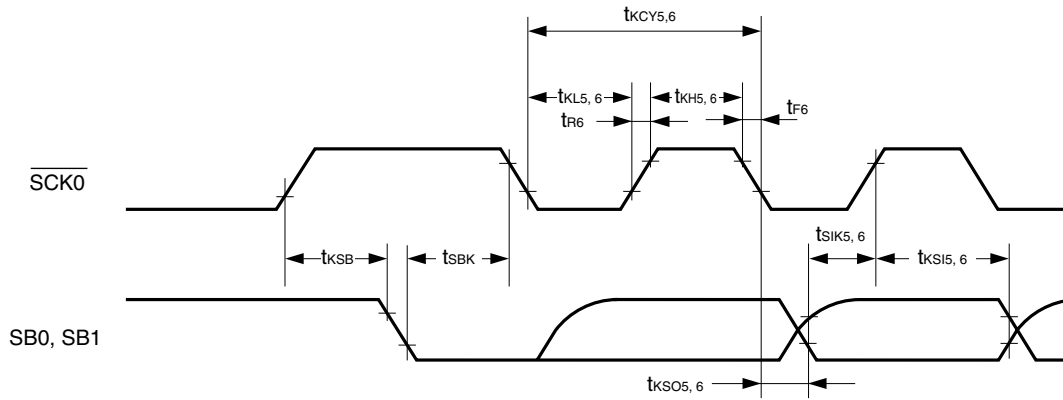 tKCY5,6
tKL5, 6
tKH5, 6
tR6
tF6
SCK0
tSIK5, 6
tKSB
tSBK
tKSI5, 6
SB0, SB1
tKSO5, 6